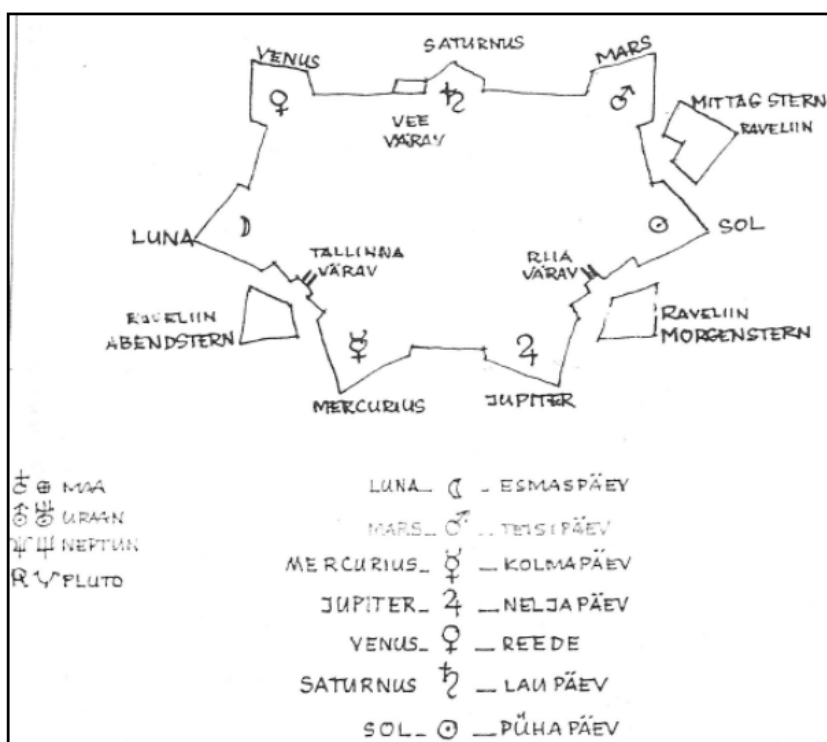 SATURNUS
VENUS
MARS
MITTAG STERN
RAVELIIN
VEE
VÄRAV
LUNA
SOL
TALLINNA
VÄRAV
RIIA
VÄRAV
RAVELIIN
ABENDSTERN
RAVELIIN
MORGENSTERN
MERCURIUS
JUPITER
♁ ⊕ MAA
⛢ ♅ URAAN
♆ ♆ NEPTUN
PLUTO
LUNA _ ☾ _ ESMASPÄEV
MARS _ ♂ _ TEISIPÄEV
MERCURIUS _ ☿ _ KOLMAPÄEV
JUPITER _ ♃ _ NELJAPÄEV
VENUS _ ♀ _ REEDE
SATURNUS ♄ _ LAUPÄEV
SOL _ ☉ _ PÜHAPÄEV